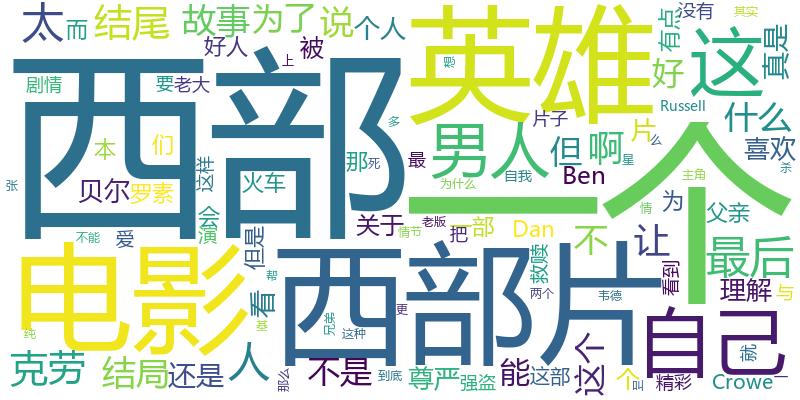 太 而 结尾 故事 为了 说 个人 英雄 没有 其实
好人 被 上 想 有点 真是
剧情 要 老大 西部 多 好 这
本 们 那 死 男人 但 啊 片子 片 Russell 什么
张 贝尔 罗素 这样 火车 最 自我 星 么 Ben 喜欢
会 为什么 主角 杀
爱 演 关于 老版 一部 Dan 一个 情 为 父亲
不能 但是 情节 把 不 让 最后
电影 看 帮 西部片 救赎 两个 看到 理解 与
纯 基 兄弟 这种 更 韦德 自己 就
克劳 结局 还是 人 那么 不是 到底 尊严 强盗 能 这部 这个 个 叫 精彩 Crowe 一